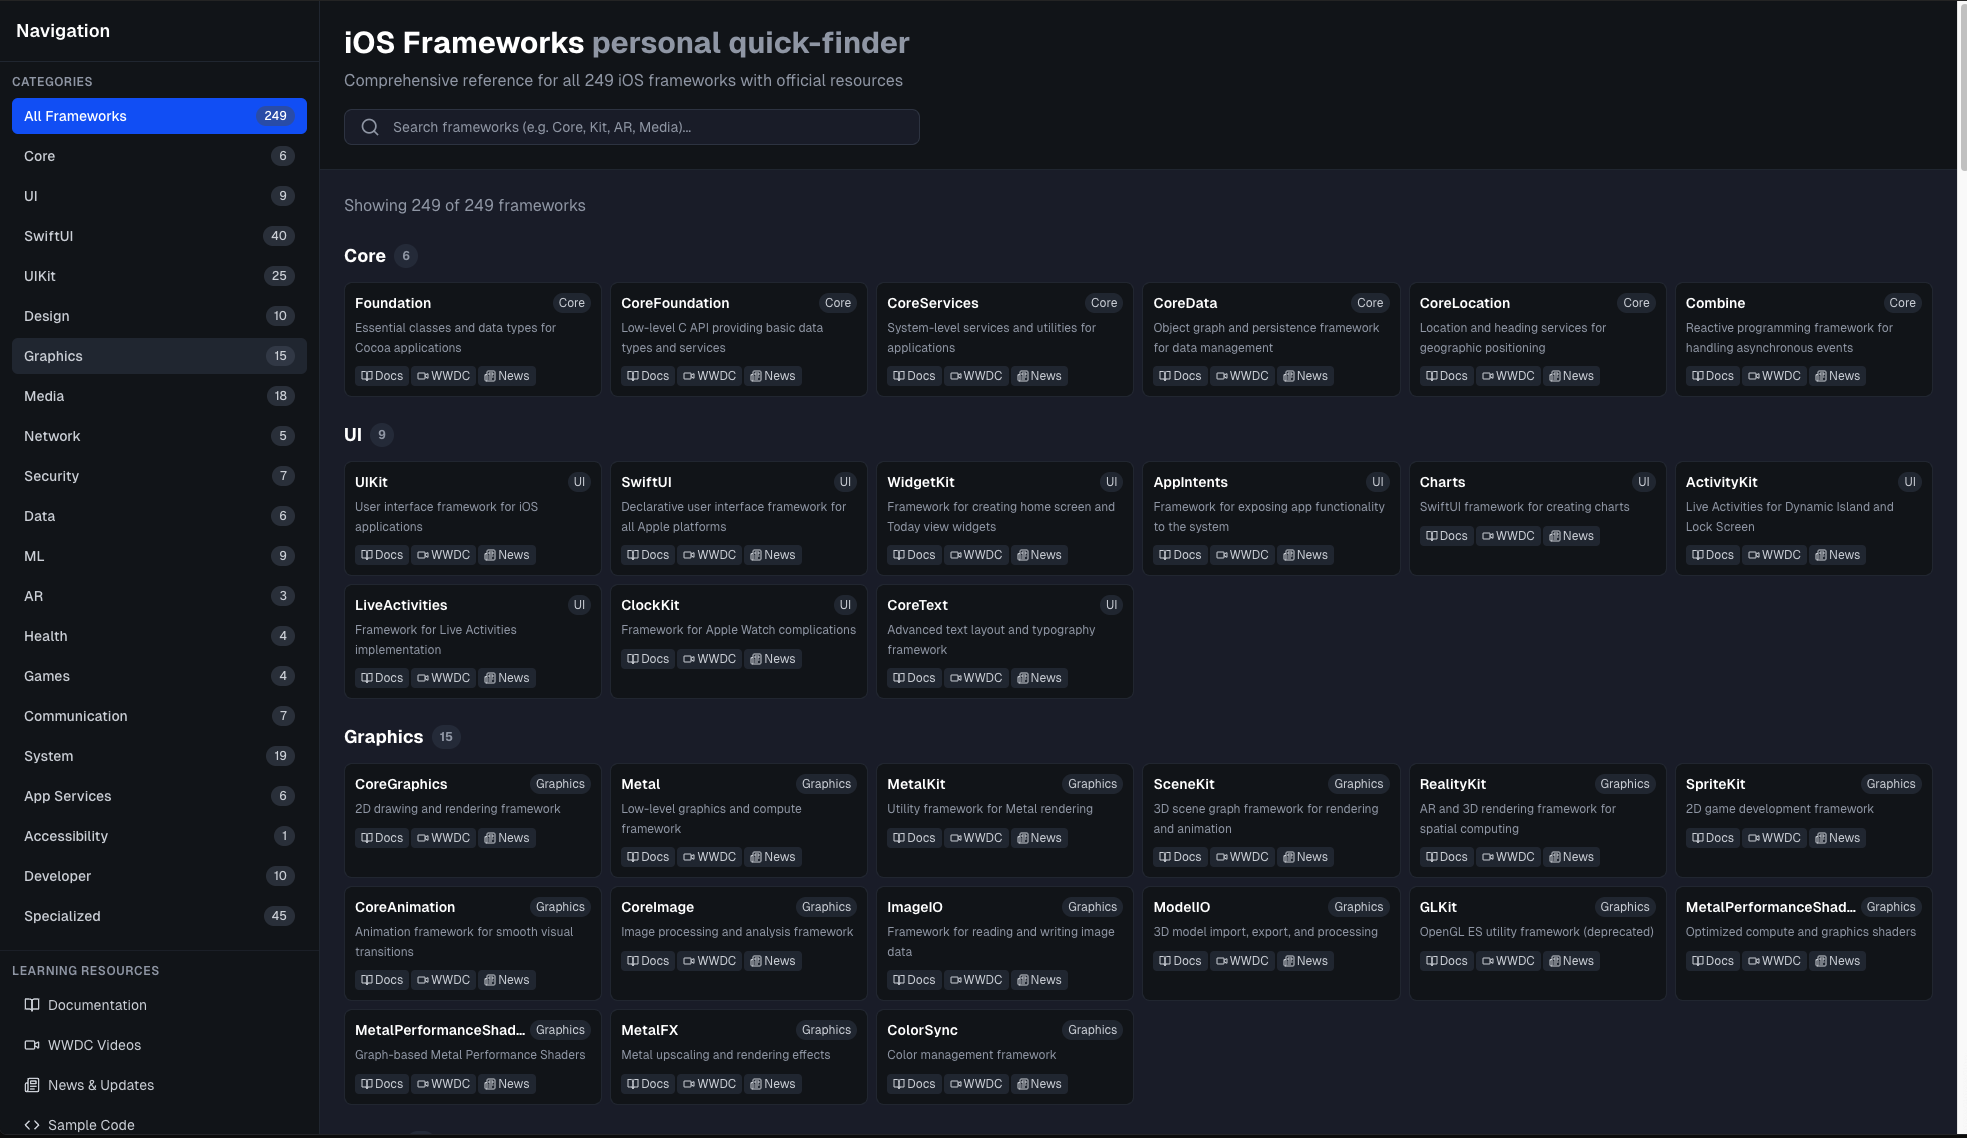 Navigation
CATEGORIES
All Frameworks 249
Core 6
UI 9
SwiftUI 40
UIKit 25
Design 10
Graphics 15
Media 18
Network 5
Security 7
Data 6
ML 9
AR 3
Health 4
Games 4
Communication 7
System 19
App Services 6
Accessibility 1
Developer 10
Specialized 45
LEARNING RESOURCES
Documentation
WWDC Videos
News & Updates
Sample Code
iOS Frameworks personal quick-finder
Comprehensive reference for all 249 iOS frameworks with official resources
Search frameworks (e.g. Core, Kit, AR, Media)...
Showing 249 of 249 frameworks
Core 6
Foundation Core
Essential classes and data types for
Cocoa applications
Docs WWDC News
CoreFoundation Core
Low-level C API providing basic data
types and services
Docs WWDC News
CoreServices Core
System-level services and utilities for
applications
Docs WWDC News
CoreData Core
Object graph and persistence framework
for data management
Docs WWDC News
CoreLocation Core
Location and heading services for
geographic positioning
Docs WWDC News
Combine Core
Reactive programming framework for
handling asynchronous events
Docs WWDC News
UI 9
UIKit UI
User interface framework for iOS
applications
Docs WWDC News
SwiftUI UI
Declarative user interface framework for
all Apple platforms
Docs WWDC News
WidgetKit UI
Framework for creating home screen and
Today view widgets
Docs WWDC News
AppIntents UI
Framework for exposing app functionality
to the system
Docs WWDC News
Charts UI
SwiftUI framework for creating charts
Docs WWDC News
ActivityKit UI
Live Activities for Dynamic Island and
Lock Screen
Docs WWDC News
LiveActivities UI
Framework for Live Activities
implementation
Docs WWDC News
ClockKit UI
Framework for Apple Watch complications
Docs WWDC News
CoreText UI
Advanced text layout and typography
framework
Docs WWDC News
Graphics 15
CoreGraphics Graphics
2D drawing and rendering framework
Docs WWDC News
Metal Graphics
Low-level graphics and compute
framework
Docs WWDC News
MetalKit Graphics
Utility framework for Metal rendering
Docs WWDC News
SceneKit Graphics
3D scene graph framework for rendering
and animation
Docs WWDC News
RealityKit Graphics
AR and 3D rendering framework for
spatial computing
Docs WWDC News
SpriteKit Graphics
2D game development framework
Docs WWDC News
CoreAnimation Graphics
Animation framework for smooth visual
transitions
Docs WWDC News
CoreImage Graphics
Image processing and analysis framework
Docs WWDC News
ImageIO Graphics
Framework for reading and writing image
data
Docs WWDC News
ModelIO Graphics
3D model import, export, and processing
Docs WWDC News
GLKit Graphics
OpenGL ES utility framework (deprecated)
Docs WWDC News
MetalPerformanceShad... Graphics
Optimized compute and graphics shaders
Docs WWDC News
MetalPerformanceShad... Graphics
Graph-based Metal Performance Shaders
Docs WWDC News
MetalFX Graphics
Metal upscaling and rendering effects
Docs WWDC News
ColorSync Graphics
Color management framework
Docs WWDC News